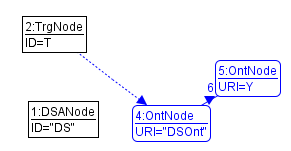 2:TrgNode
ID=T
5:OntNode
URI=Y
6
1:DSANode
ID="DS"
4:OntNode
URI="DSOnt"